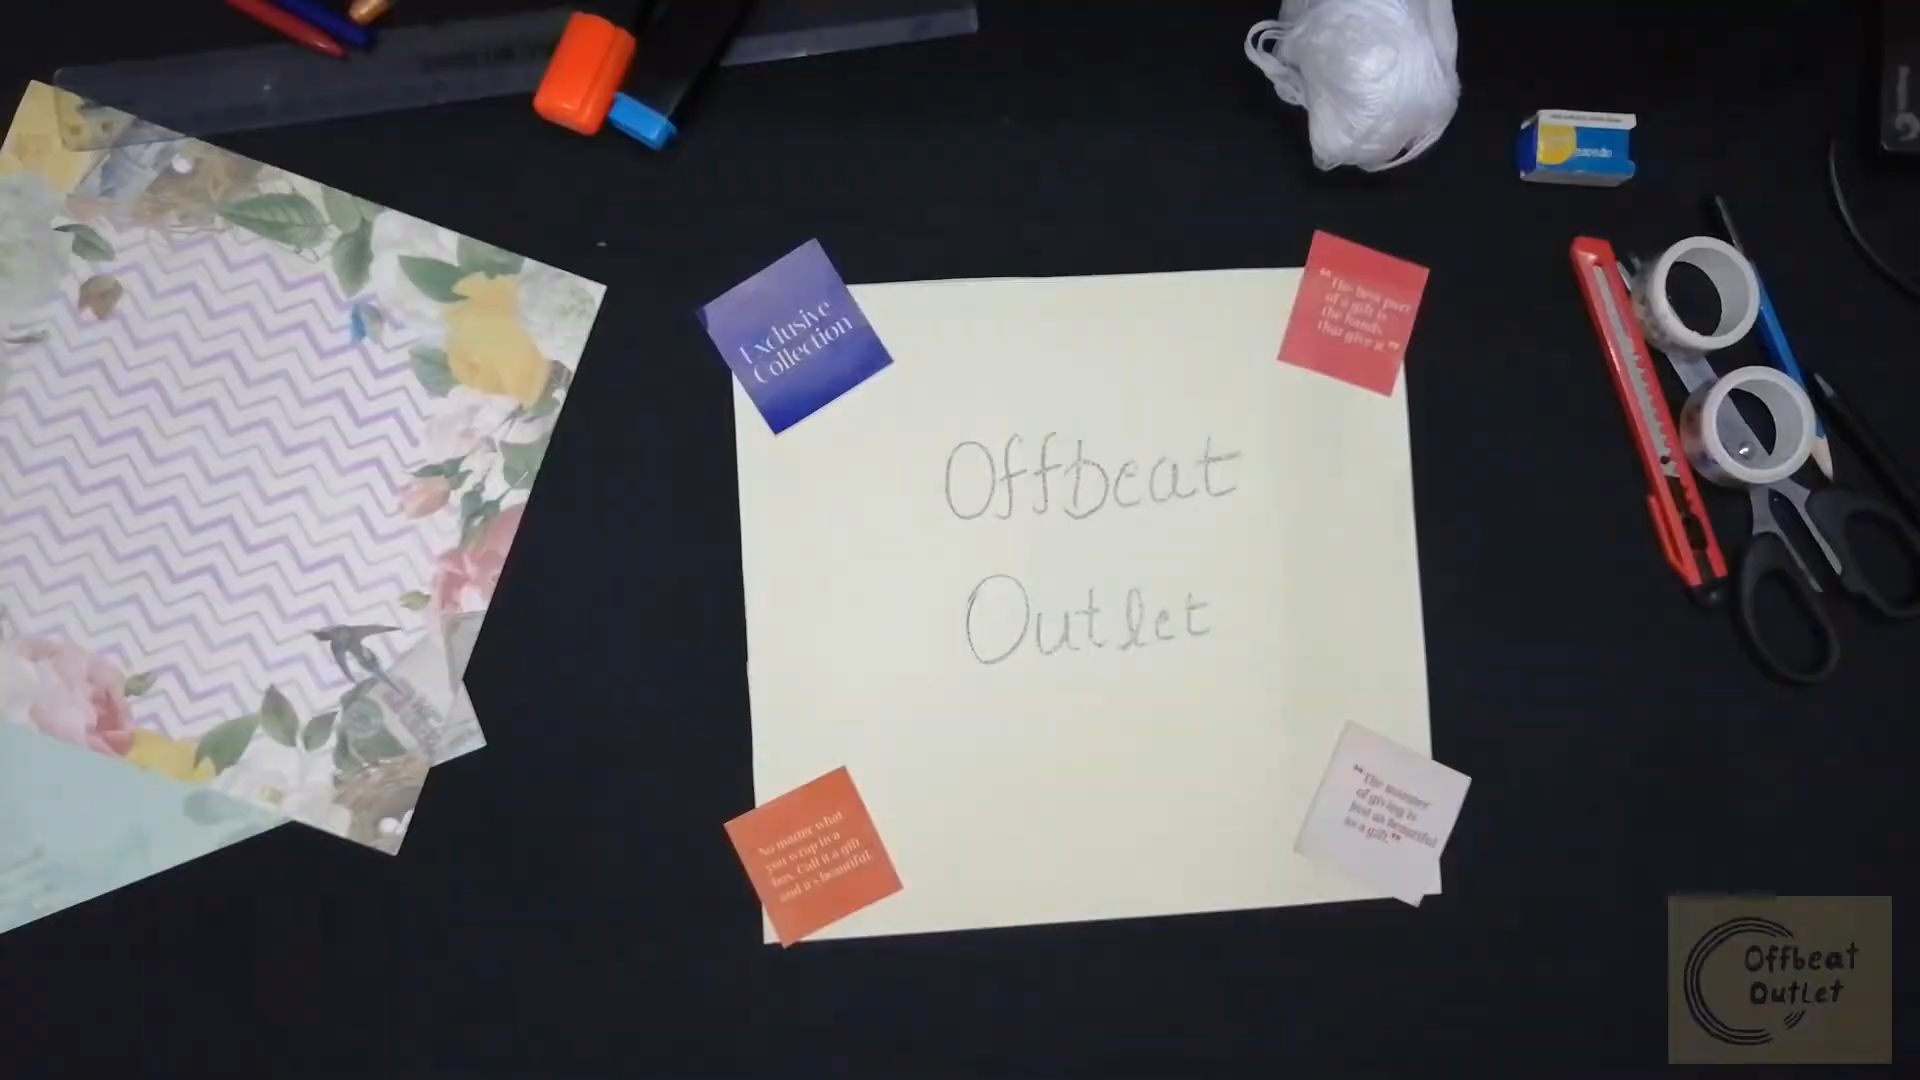 Exclusive
Collection
“The best part
of a gift is
the hands
that give it.”
Offbeat
Outlet
No matter what
you wrap in a
box. Call it a gift
and it's beautiful.
“The manner
of giving is
just as beautiful
as a gift.”
Offbeat
Outlet